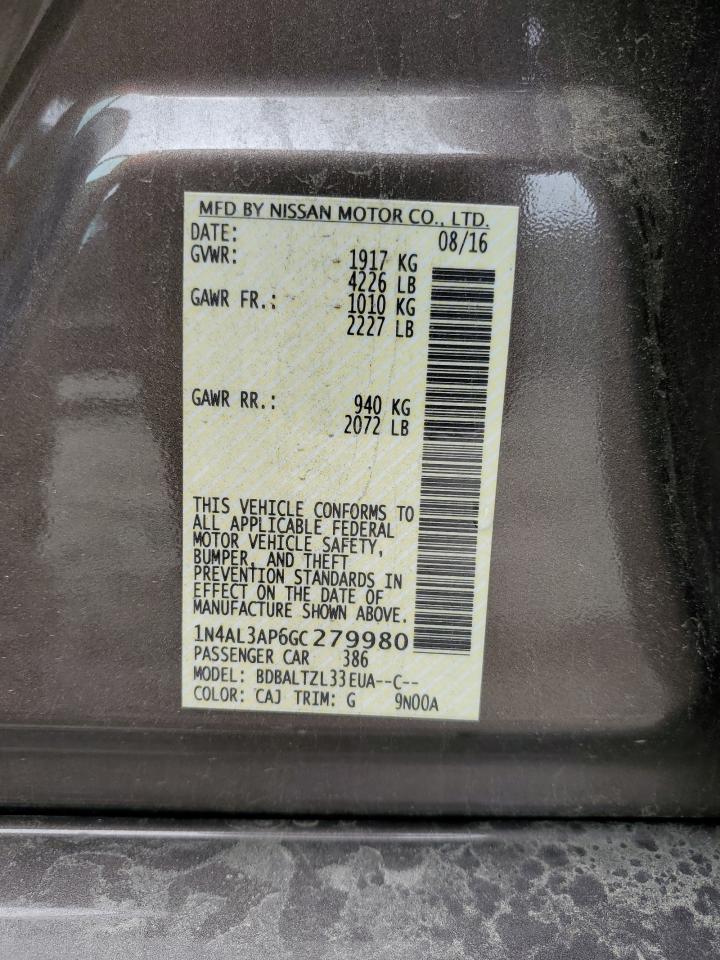 MFD BY NISSAN MOTOR CO., LTD.
DATE: 08/16
GVWR: 1917 KG
4226 LB
GAWR FR.: 1010 KG
2227 LB
GAWR RR.: 940 KG
2072 LB
THIS VEHICLE CONFORMS TO
ALL APPLICABLE FEDERAL
MOTOR VEHICLE SAFETY,
BUMPER, AND THEFT
PREVENTION STANDARDS IN
EFFECT ON THE DATE OF
MANUFACTURE SHOWN ABOVE.
1N4AL3AP6GC279980
PASSENGER CAR 386
MODEL: BDBALTZL33EUA--C--
COLOR: CAJ TRIM: G 9N00A